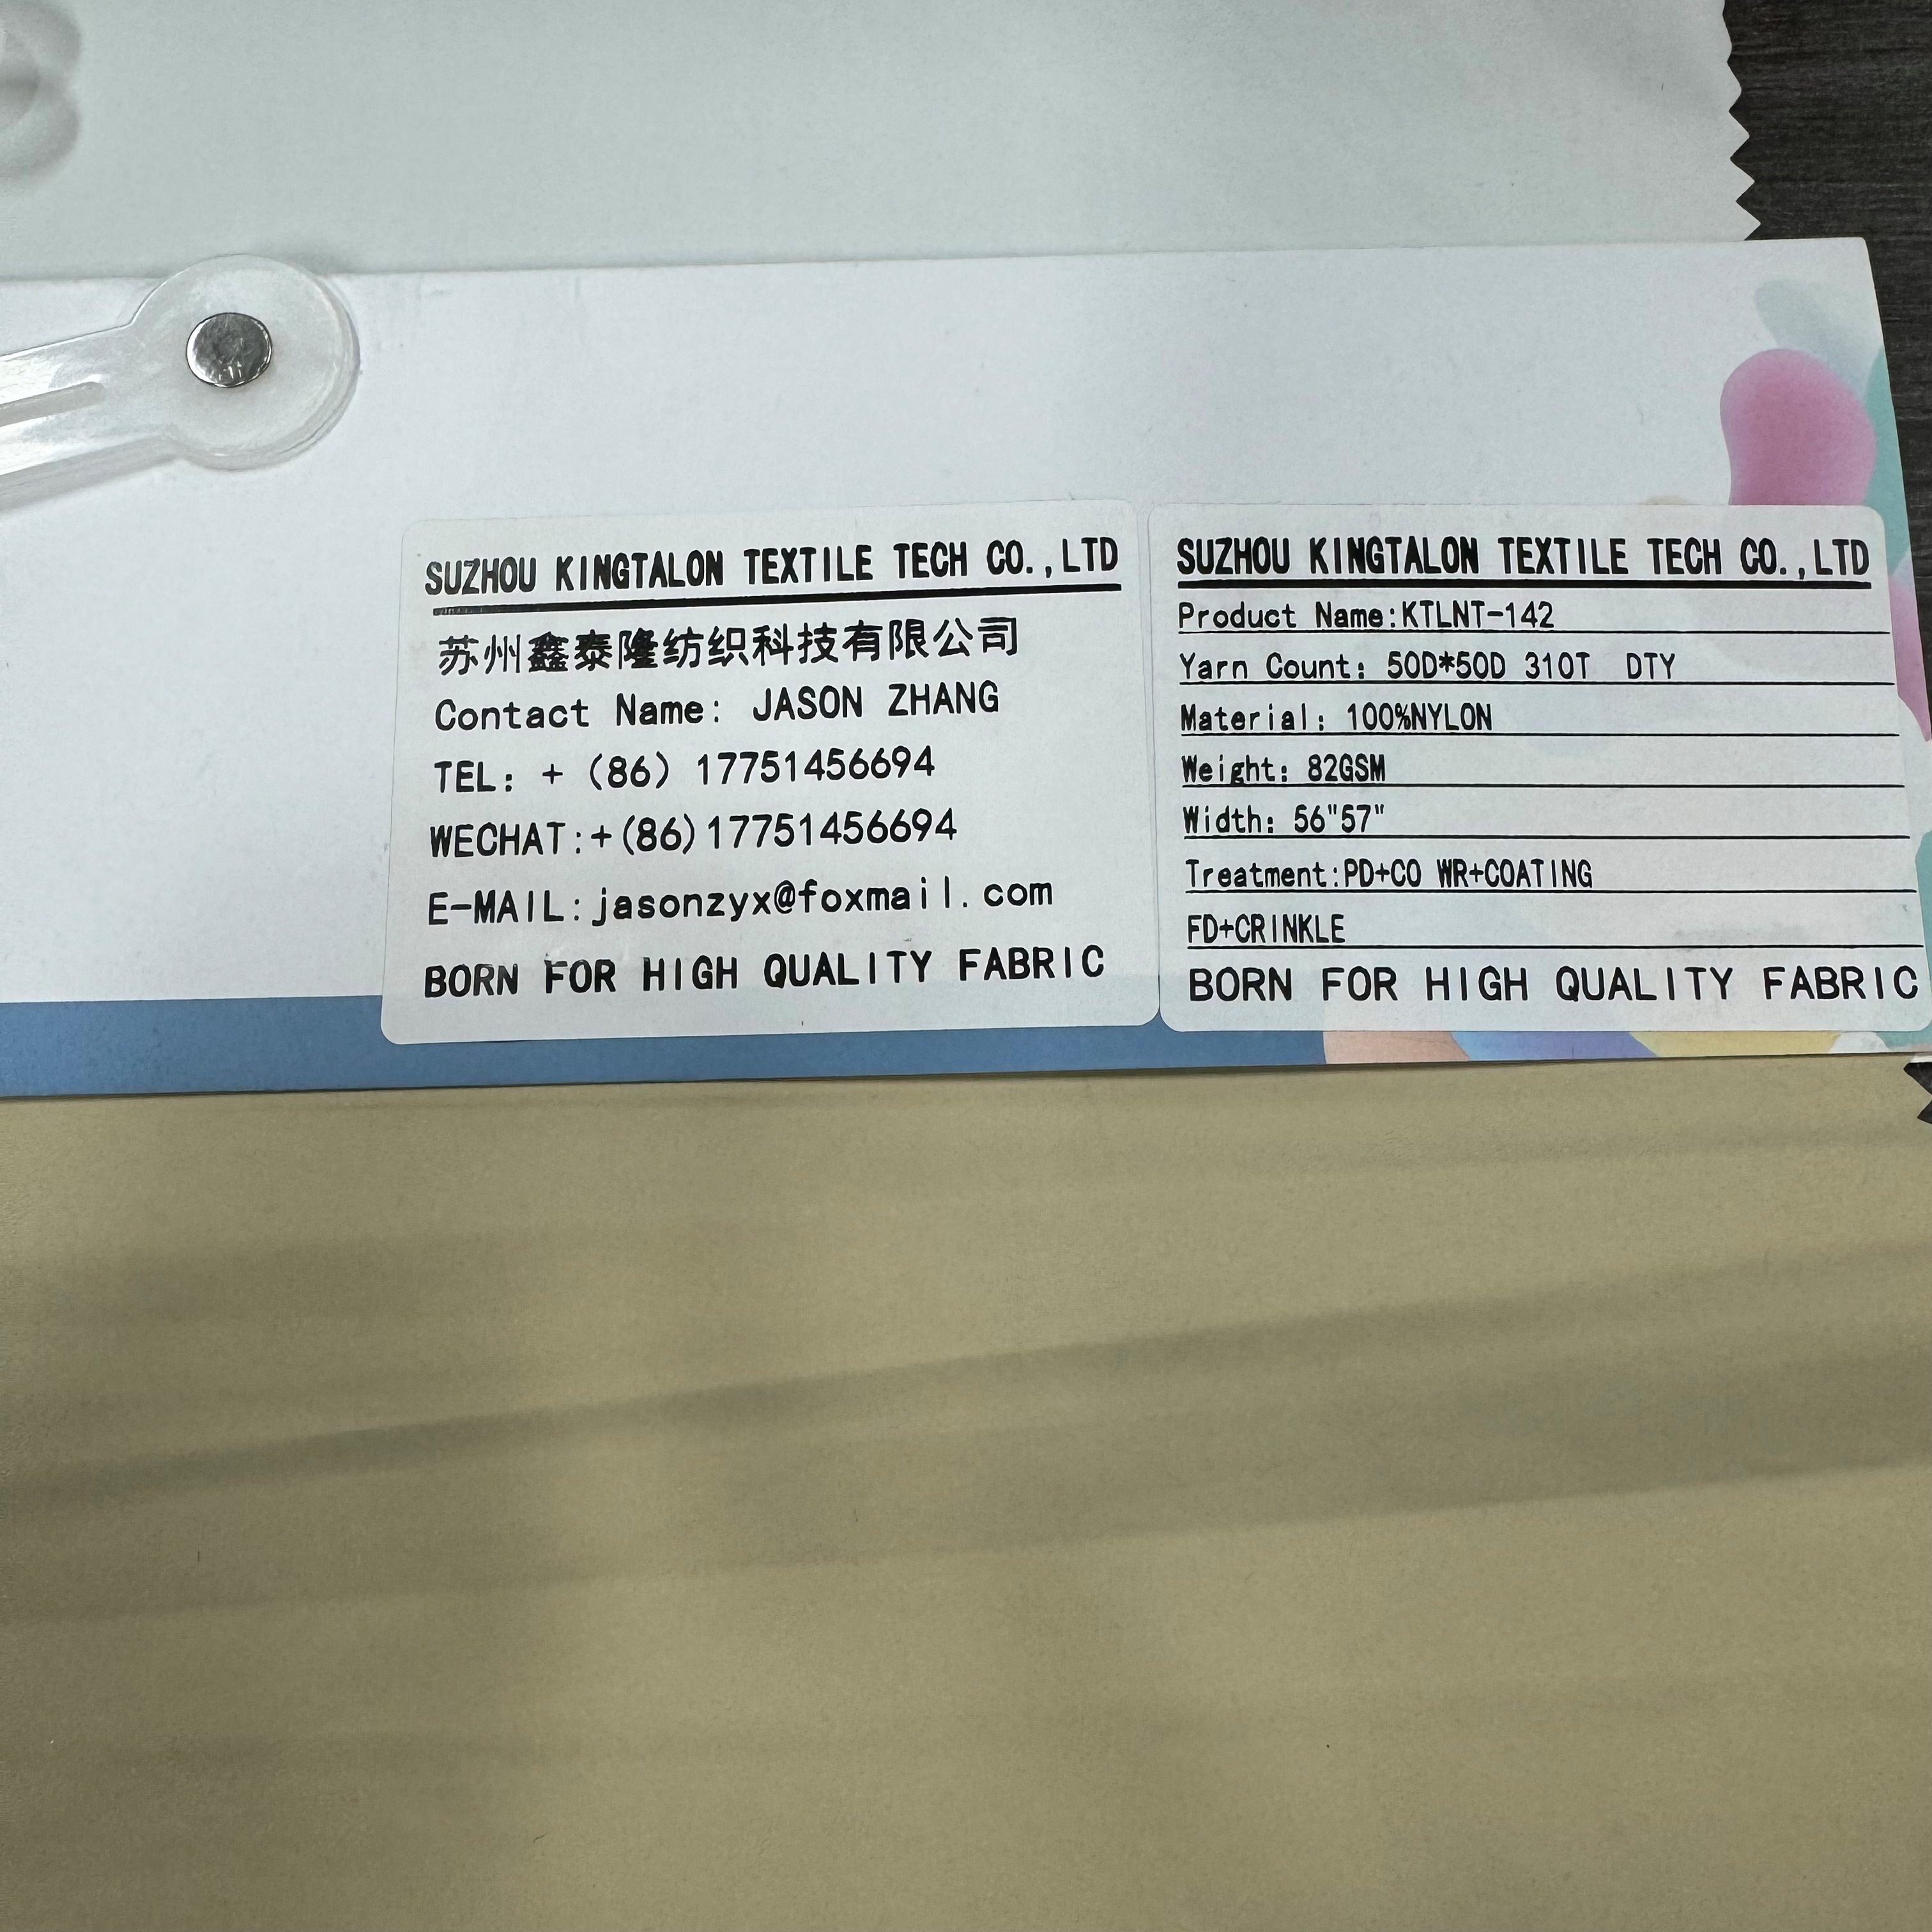 SUZHOU KINGTALON TEXTILE TECH CO.,LTD
苏州鑫泰隆纺织科技有限公司
Contact Name: JASON ZHANG
TEL: + (86) 17751456694
WECHAT:+(86)17751456694
E-MAIL:jasonzyx@foxmail.com
BORN FOR HIGH QUALITY FABRIC
SUZHOU KINGTALON TEXTILE TECH CO.,LTD
Product Name:KTLNT-142
Yarn Count: 50D*50D 310T DTY
Material: 100%NYLON
Weight: 82GSM
Width: 56"57"
Treatment:PD+CO WR+COATING
FD+CRINKLE
BORN FOR HIGH QUALITY FABRIC